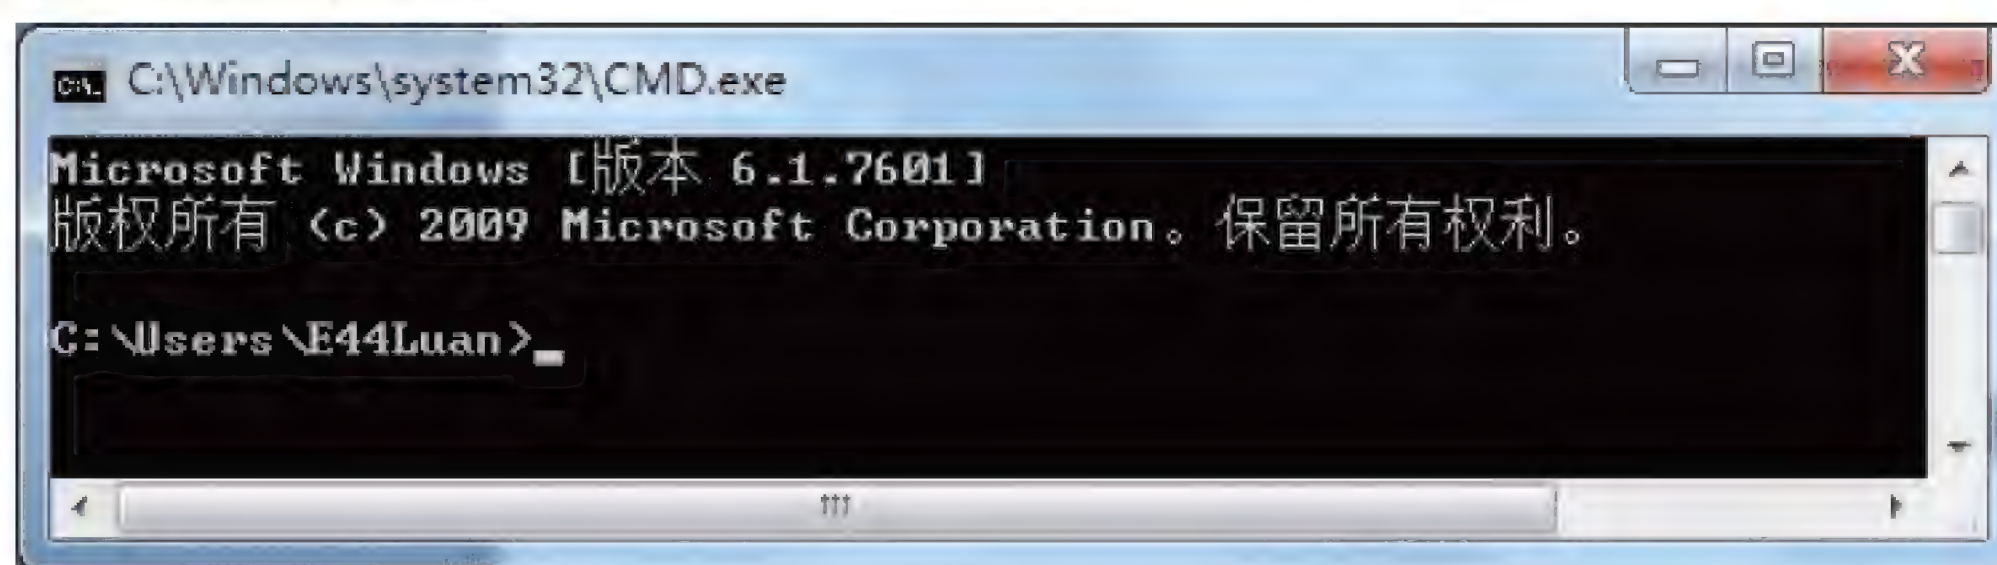 C:\Windows\system32\CMD.exe
Microsoft Windows [版本 6.1.7601]
版权所有 (c) 2009 Microsoft Corporation。保留所有权利。
C:\Users\E44Luan>_